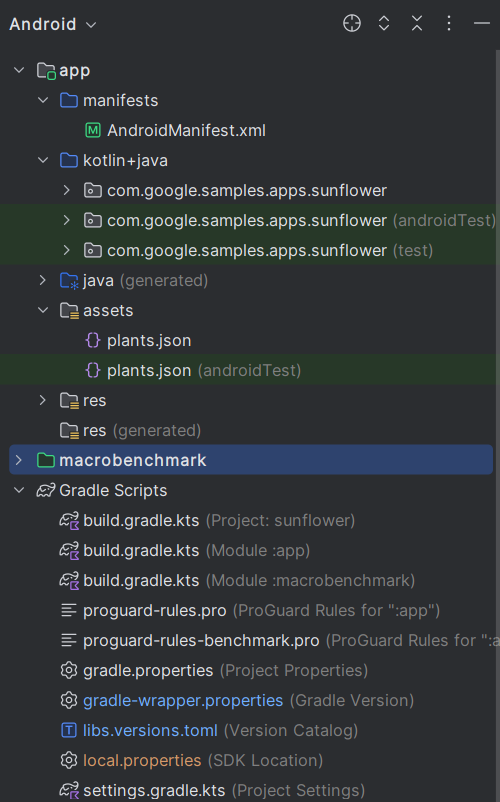 Android
app
manifests
AndroidManifest.xml
kotlin+java
com.google.samples.apps.sunflower
com.google.samples.apps.sunflower (androidTest)
com.google.samples.apps.sunflower (test)
java (generated)
assets
plants.json
plants.json (androidTest)
res
res (generated)
macrobenchmark
Gradle Scripts
build.gradle.kts (Project: sunflower)
build.gradle.kts (Module :app)
build.gradle.kts (Module :macrobenchmark)
proguard-rules.pro (ProGuard Rules for ":app")
proguard-rules-benchmark.pro (ProGuard Rules for ":a
gradle.properties (Project Properties)
gradle-wrapper.properties (Gradle Version)
libs.versions.toml (Version Catalog)
local.properties (SDK Location)
settings.gradle.kts (Project Settings)